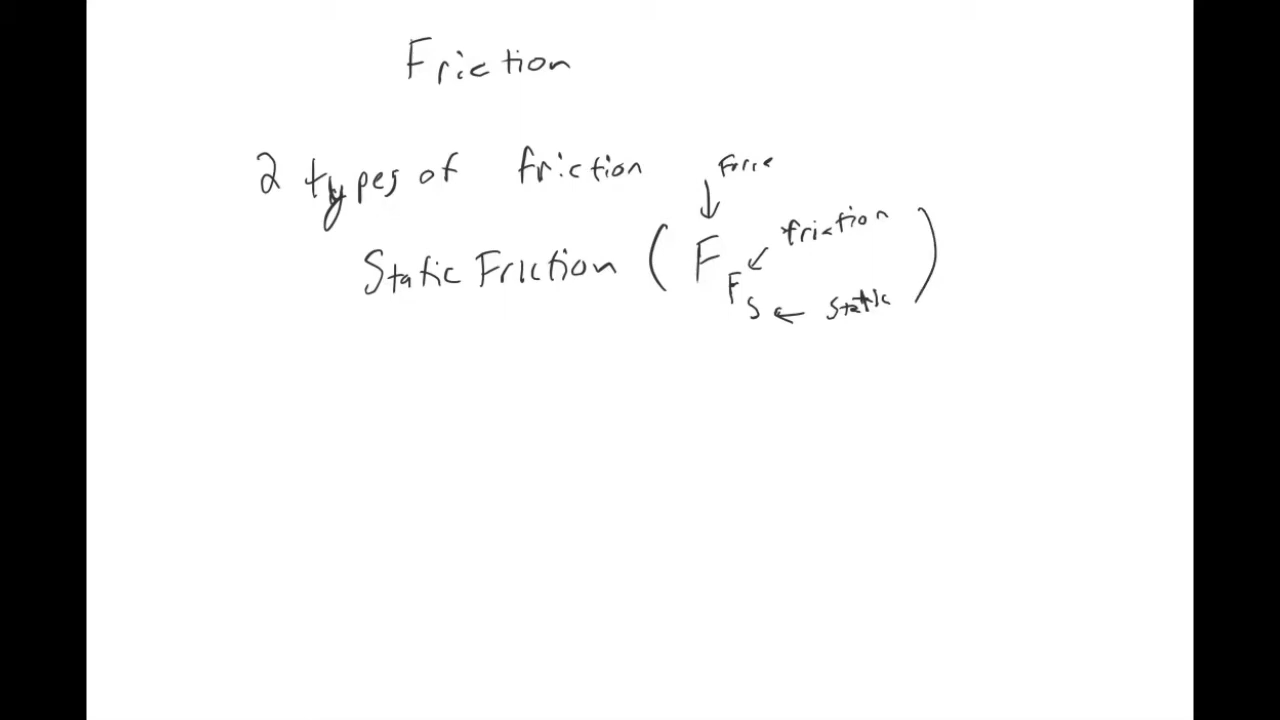 Friction
2 types of friction
Force
Static Friction (F
friction
F
S ← static
)